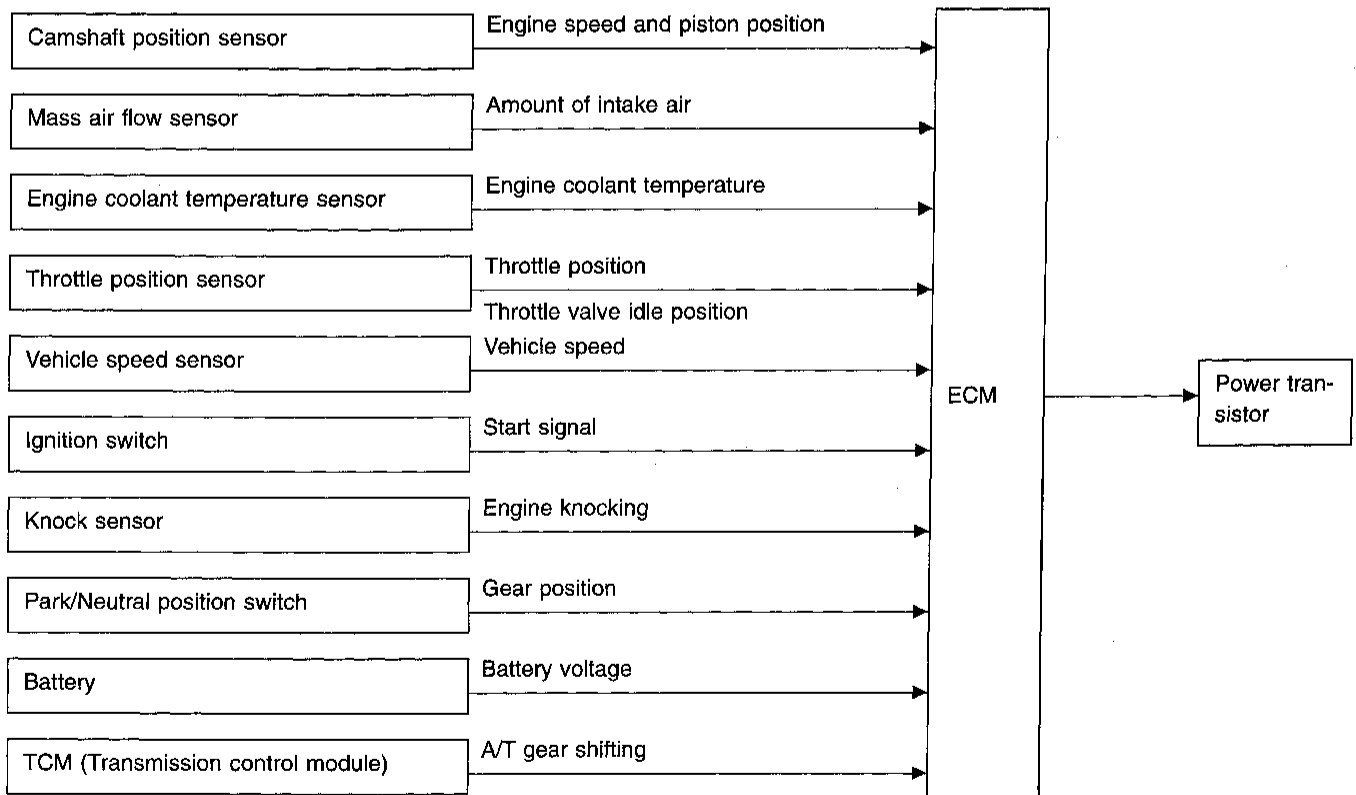 Camshaft position sensor
Engine speed and piston position
Mass air flow sensor
Amount of intake air
Engine coolant temperature sensor
Engine coolant temperature
Throttle position sensor
Throttle position
Throttle valve idle position
Vehicle speed sensor
Vehicle speed
Ignition switch
Start signal
Knock sensor
Engine knocking
Park/Neutral position switch
Gear position
Battery
Battery voltage
TCM (Transmission control module)
A/T gear shifting
ECM
Power tran-
sistor